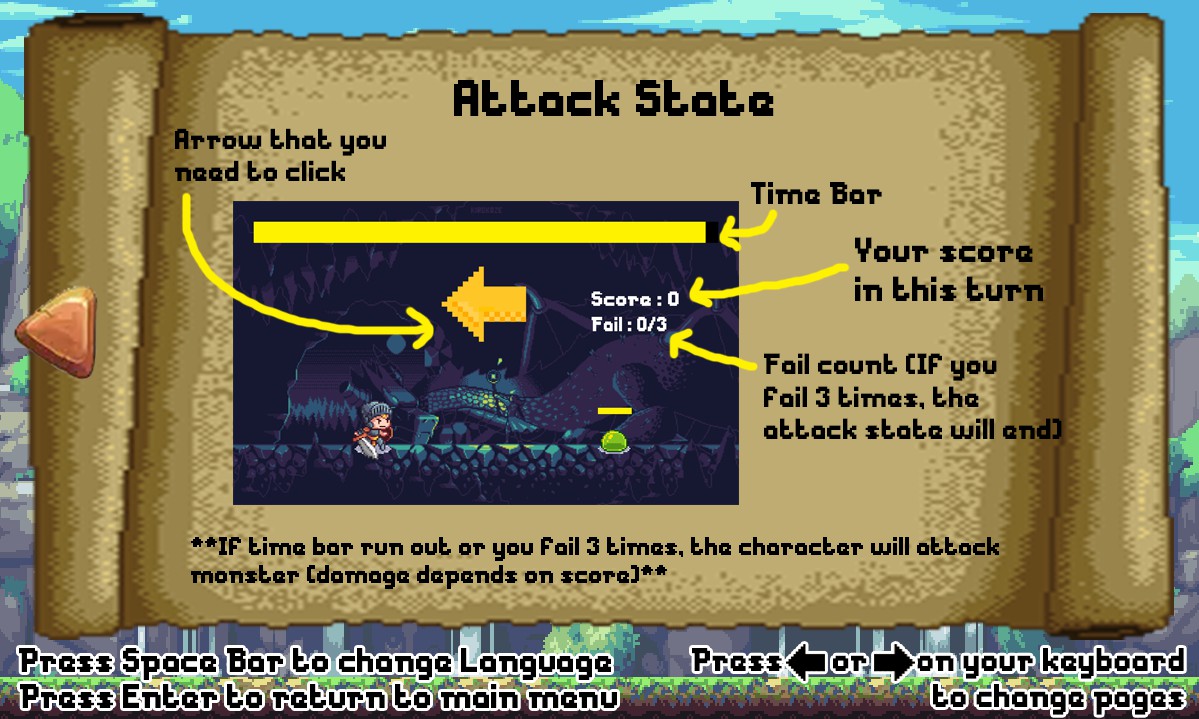 Attack State
Arrow that you
need to click
Time Bar
Your score
in this turn
Score : 0
Fail : 0/3
Fail count (If you
fail 3 times, the
attack state will end)
**If time bar run out or you fail 3 times, the character will attack
monster (damage depends on score)**
Press Space Bar to change Language
Press Enter to return to main menu
Press or on your keyboard
to change pages